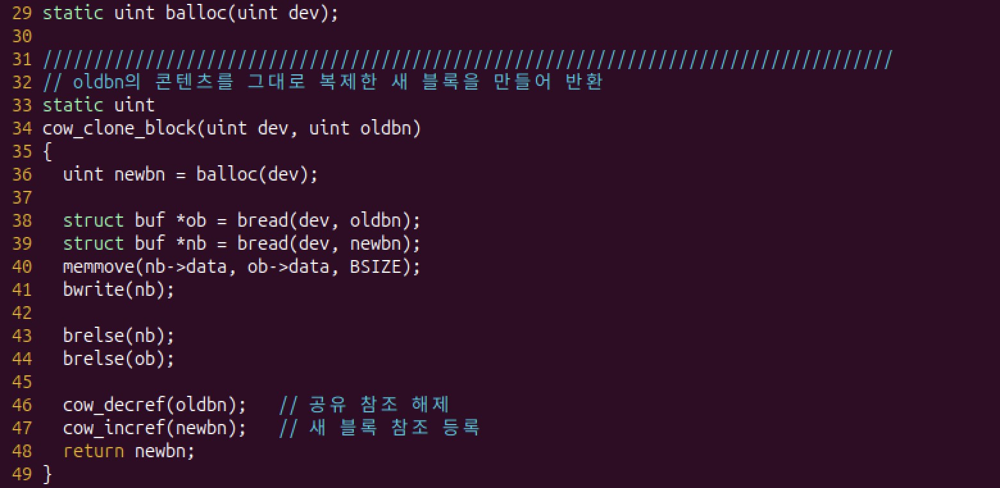 29 static uint balloc(uint dev);
30
31 ///////////////////////////////////////////////////////////////////////////////////
32 // oldbn의 콘텐츠를 그대로 복제한 새 블록을 만들어 반환
33 static uint
34 cow_clone_block(uint dev, uint oldbn)
35 {
36   uint newbn = balloc(dev);
37
38   struct buf *ob = bread(dev, oldbn);
39   struct buf *nb = bread(dev, newbn);
40   memmove(nb->data, ob->data, BSIZE);
41   bwrite(nb);
42
43   brelse(nb);
44   brelse(ob);
45
46   cow_decref(oldbn);   // 공유 참조 해제
47   cow_incref(newbn);   // 새 블록 참조 등록
48   return newbn;
49 }